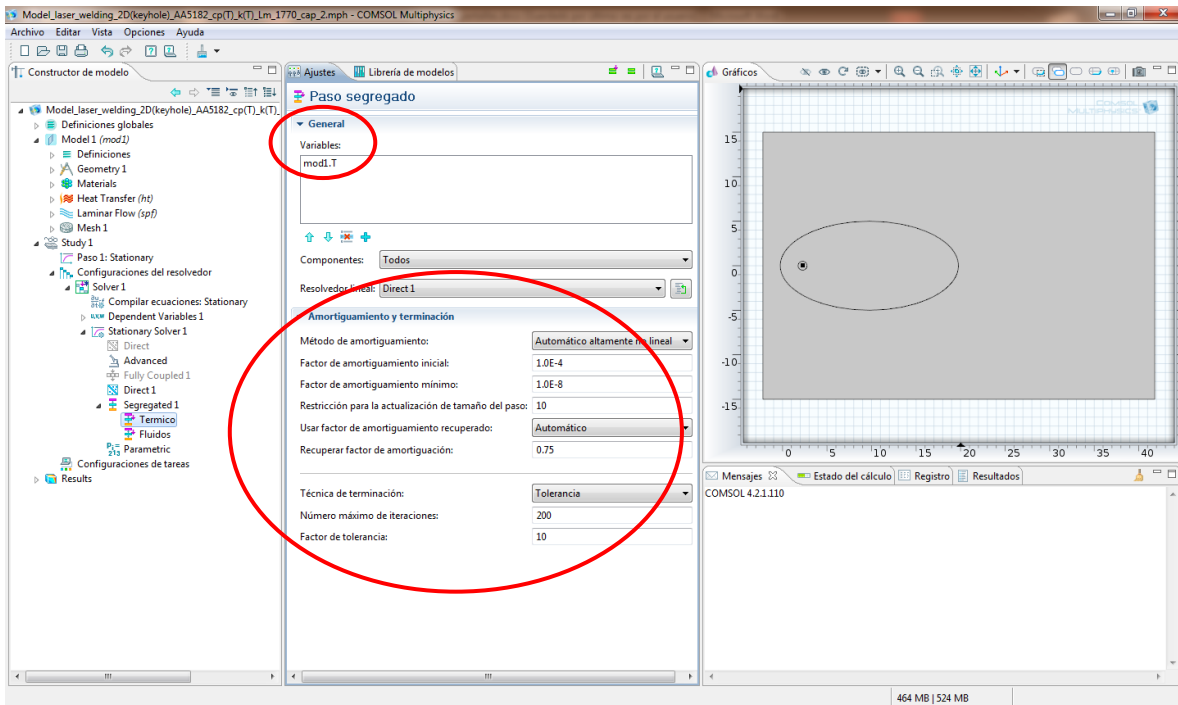 Model_laser_welding_2D(keyhole)_AA5182_cp(T)_k(T)_Lm_1770_cap_2.mph - COMSOL Multiphysics
Archivo Editar Vista Opciones Ayuda
Constructor de modelo
Model_laser_welding_2D(keyhole)_AA5182_cp(T)_k(T)_
Definiciones globales
Model 1 (mod1)
Definiciones
Geometry 1
Materials
Heat Transfer (ht)
Laminar Flow (spf)
Mesh 1
Study 1
Paso 1: Stationary
Configuraciones del resolvedor
Solver 1
Compilar ecuaciones: Stationary
Dependent Variables 1
Stationary Solver 1
Direct
Advanced
Fully Coupled 1
Direct 1
Segregated 1
Termico
Fluidos
Parametric
Configuraciones de tareas
Results
Ajustes Librería de modelos
Paso segregado
General
Variables:
mod1.T
Componentes: Todos
Resolvedor lineal: Direct 1
Amortiguamiento y terminación
Método de amortiguamiento: Automático altamente no lineal
Factor de amortiguamiento inicial: 1.0E-4
Factor de amortiguamiento mínimo: 1.0E-8
Restricción para la actualización de tamaño del paso: 10
Usar factor de amortiguamiento recuperado: Automático
Recuperar factor de amortiguación: 0.75
Técnica de terminación: Tolerancia
Número máximo de iteraciones: 200
Factor de tolerancia: 10
Gráficos
COMSOL
MULTIPHYSICS
15
10
5
0
-5
-10
-15
0 5 10 15 20 25 30 35 40
Mensajes Estado del cálculo Registro Resultados
COMSOL 4.2.1.110
464 MB | 524 MB